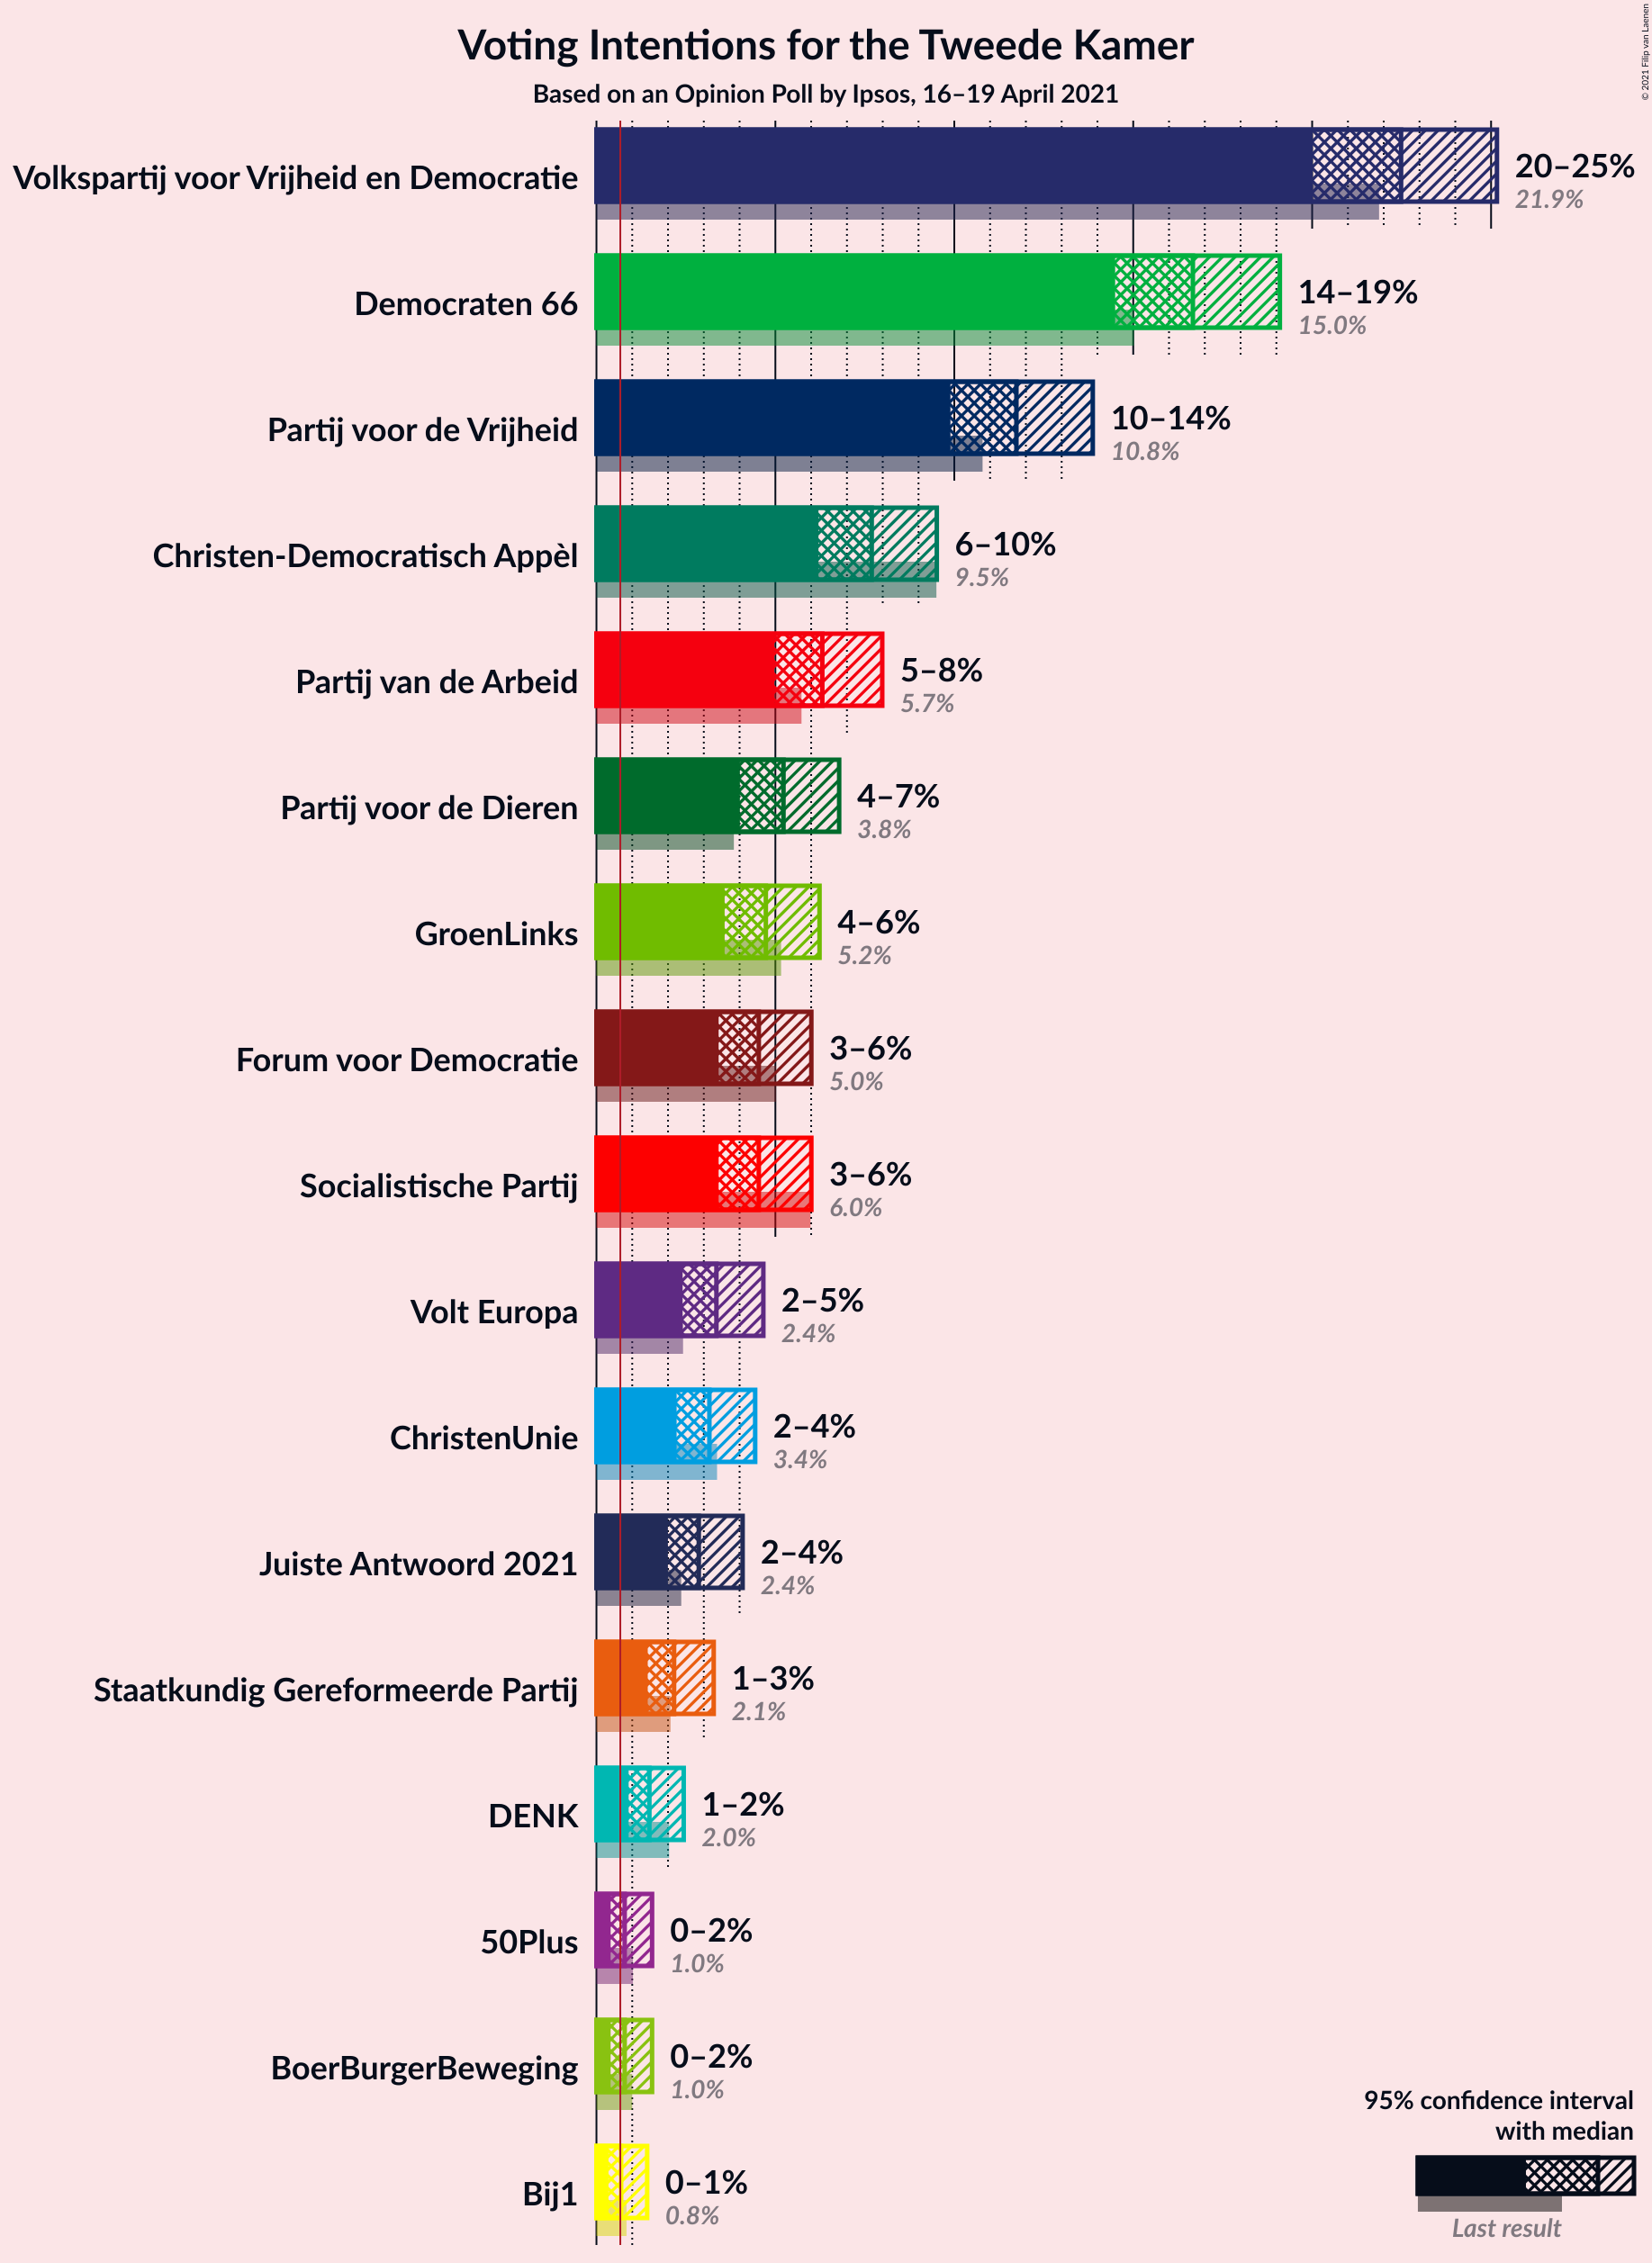 Voting Intentions for the Tweede Kamer
Based on an Opinion Poll by Ipsos, 16–19 April 2021
© 2021 Filip van Laenen
Volkspartij voor Vrijheid en Democratie
20–25%
21.9%
Democraten 66
14–19%
15.0%
Partij voor de Vrijheid
10–14%
10.8%
Christen-Democratisch Appèl
6–10%
9.5%
Partij van de Arbeid
5–8%
5.7%
Partij voor de Dieren
4–7%
3.8%
GroenLinks
4–6%
5.2%
Forum voor Democratie
3–6%
5.0%
Socialistische Partij
3–6%
6.0%
Volt Europa
2–5%
2.4%
ChristenUnie
2–4%
3.4%
Juiste Antwoord 2021
2–4%
2.4%
Staatkundig Gereformeerde Partij
1–3%
2.1%
DENK
1–2%
2.0%
50Plus
0–2%
1.0%
BoerBurgerBeweging
0–2%
1.0%
Bij1
0–1%
0.8%
95% confidence interval
with median
Last result